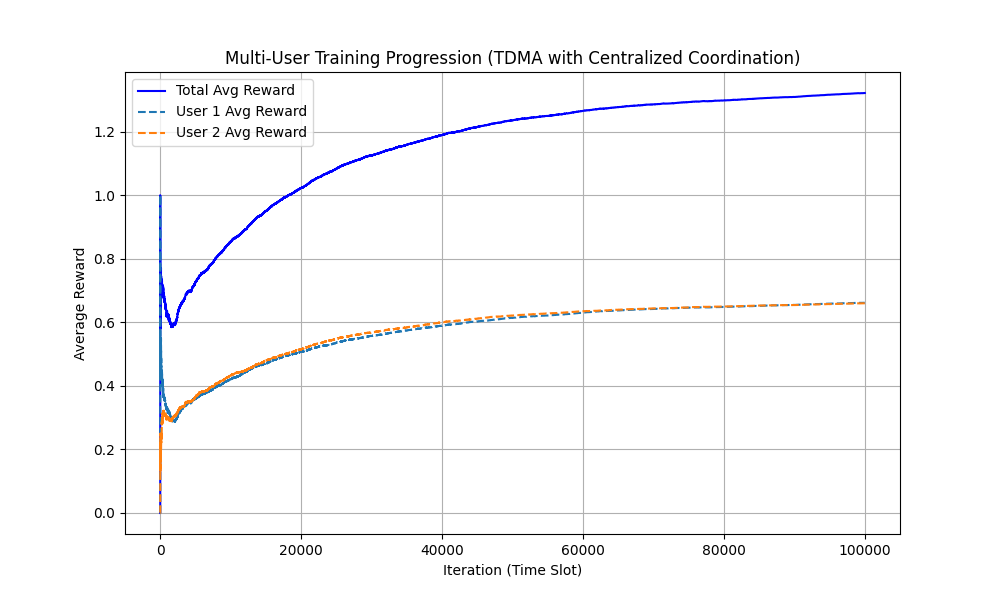 Multi-User Training Progression (TDMA with Centralized Coordination)
Total Avg Reward
User 1 Avg Reward
User 2 Avg Reward
Average Reward
1.2
1.0
0.8
0.6
0.4
0.2
0.0
0 20000 40000 60000 80000 100000
Iteration (Time Slot)